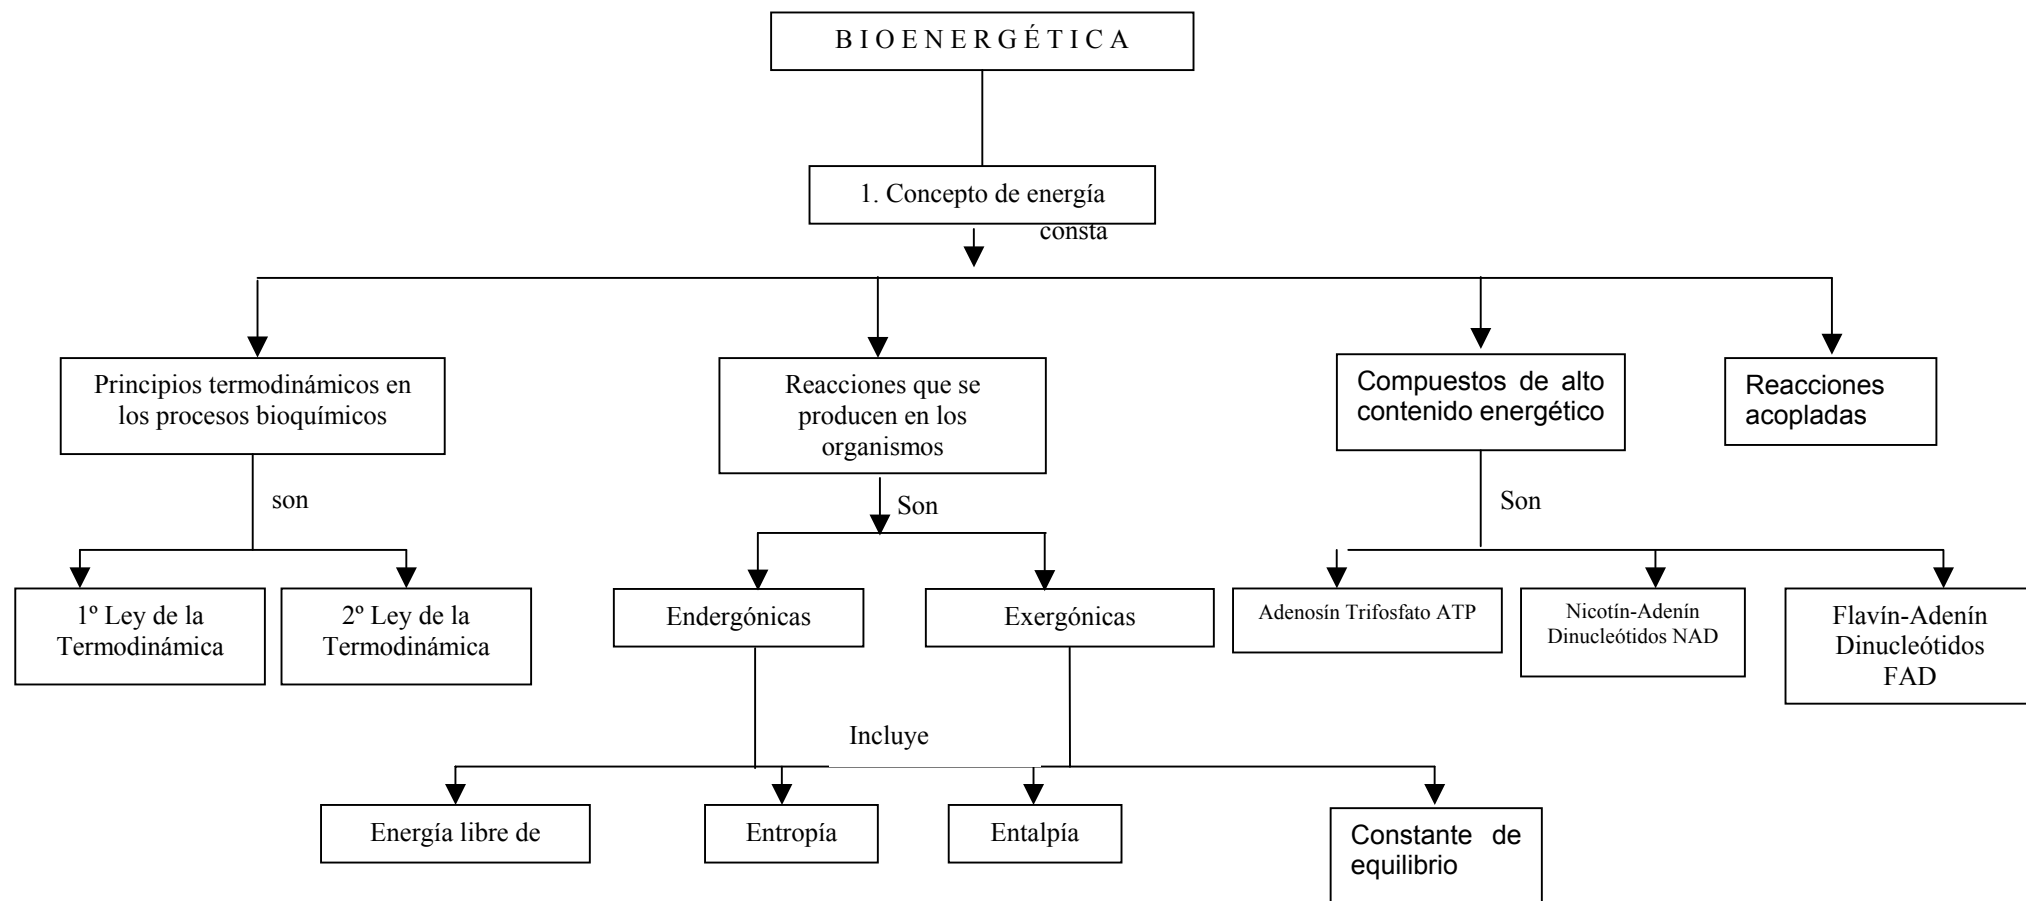 B I O E N E R G É T I C A
1. Concepto de energía
consta
Principios termodinámicos en
los procesos bioquímicos
Reacciones que se
producen en los
organismos
Compuestos de alto
contenido energético
Reacciones
acopladas
son
Son
Son
1º Ley de la
Termodinámica
2º Ley de la
Termodinámica
Endergónicas
Exergónicas
Adenosín Trifosfato ATP
Nicotín-Adenín
Dinucleótidos NAD
Flavín-Adenín
Dinucleótidos
FAD
Incluye
Energía libre de
Entropía
Entalpía
Constante de
equilibrio